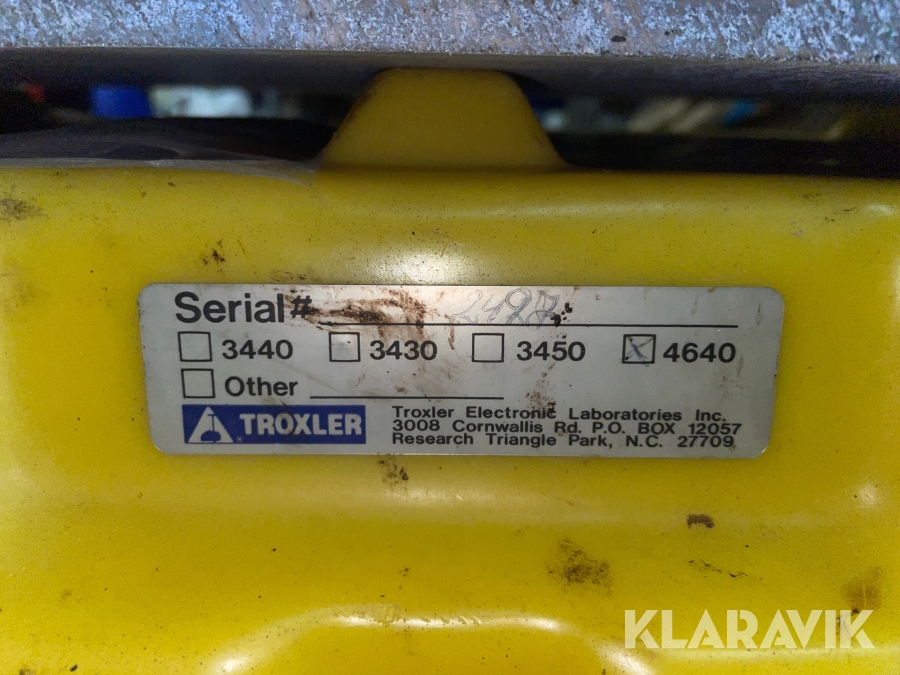 Serial#
3440 3430 3450 4640
Other
TROXLER
Troxler Electronic Laboratories Inc.
3008 Cornwallis Rd. P.O. BOX 12057
Research Triangle Park, N.C. 27709
KLARAVIK